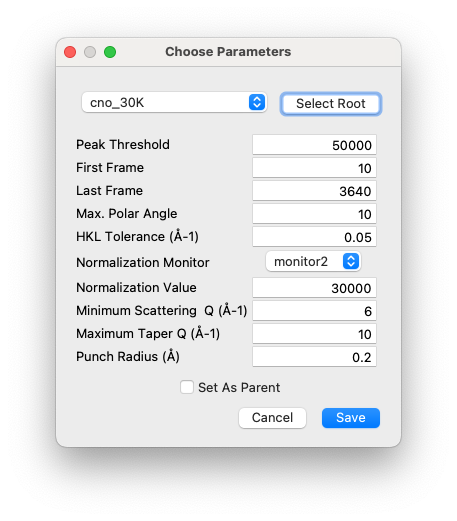 Choose Parameters
cno_30K Select Root
Peak Threshold 50000
First Frame 10
Last Frame 3640
Max. Polar Angle 10
HKL Tolerance (Å-1) 0.05
Normalization Monitor monitor2
Normalization Value 30000
Minimum Scattering Q (Å-1) 6
Maximum Taper Q (Å-1) 10
Punch Radius (Å) 0.2
Set As Parent
Cancel Save